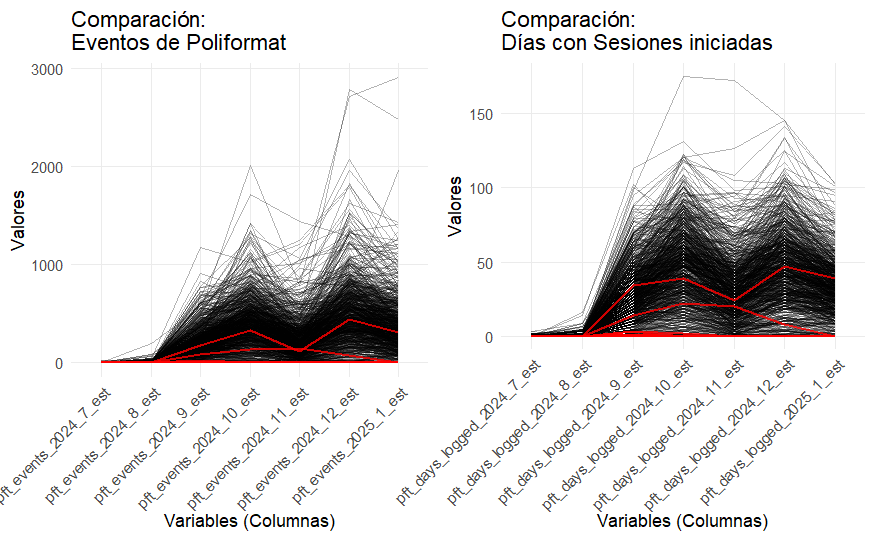 Comparación:
Eventos de Poliformat
Valores
3000
2000
1000
0
pft_events_2024_7_est
pft_events_2024_8_est
pft_events_2024_9_est
pft_events_2024_10_est
pft_events_2024_11_est
pft_events_2024_12_est
pft_events_2025_1_est
Variables (Columnas)
Comparación:
Días con Sesiones iniciadas
Valores
150
100
50
0
pft_days_logged_2024_7_est
pft_days_logged_2024_8_est
pft_days_logged_2024_9_est
pft_days_logged_2024_10_est
pft_days_logged_2024_11_est
pft_days_logged_2024_12_est
pft_days_logged_2025_1_est
Variables (Columnas)